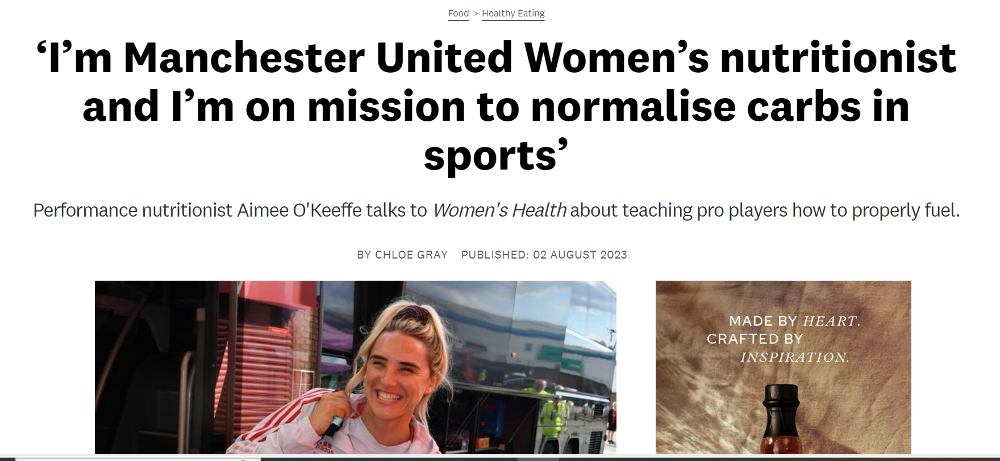 Food > Healthy Eating
‘I’m Manchester United Women’s nutritionist
and I’m on mission to normalise carbs in
sports’
Performance nutritionist Aimee O'Keeffe talks to Women's Health about teaching pro players how to properly fuel.
BY CHLOE GRAY PUBLISHED: 02 AUGUST 2023
MADE BY HEART.
CRAFTED BY
INSPIRATION.
adidas